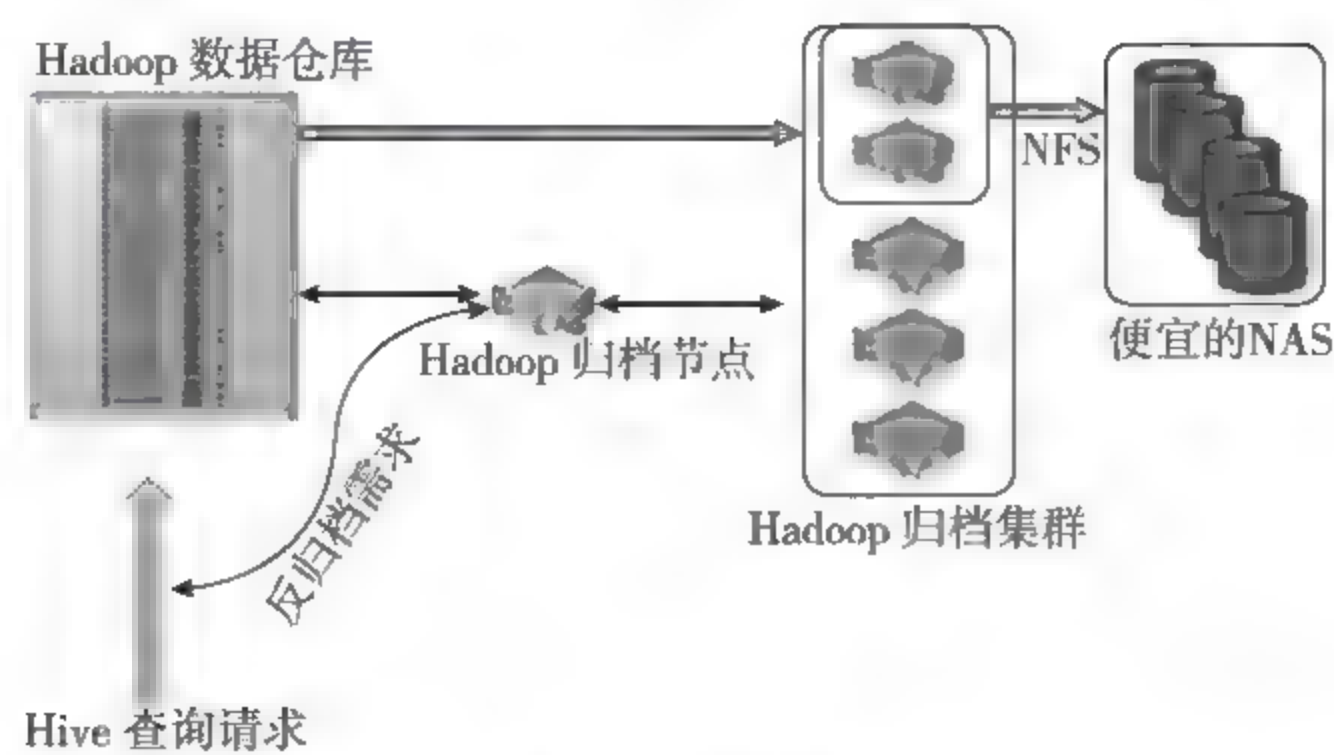 Hadoop 数据仓库
NFS
便宜的NAS
Hadoop 归档节点
反归档需求
Hadoop 归档集群
Hive 查询请求